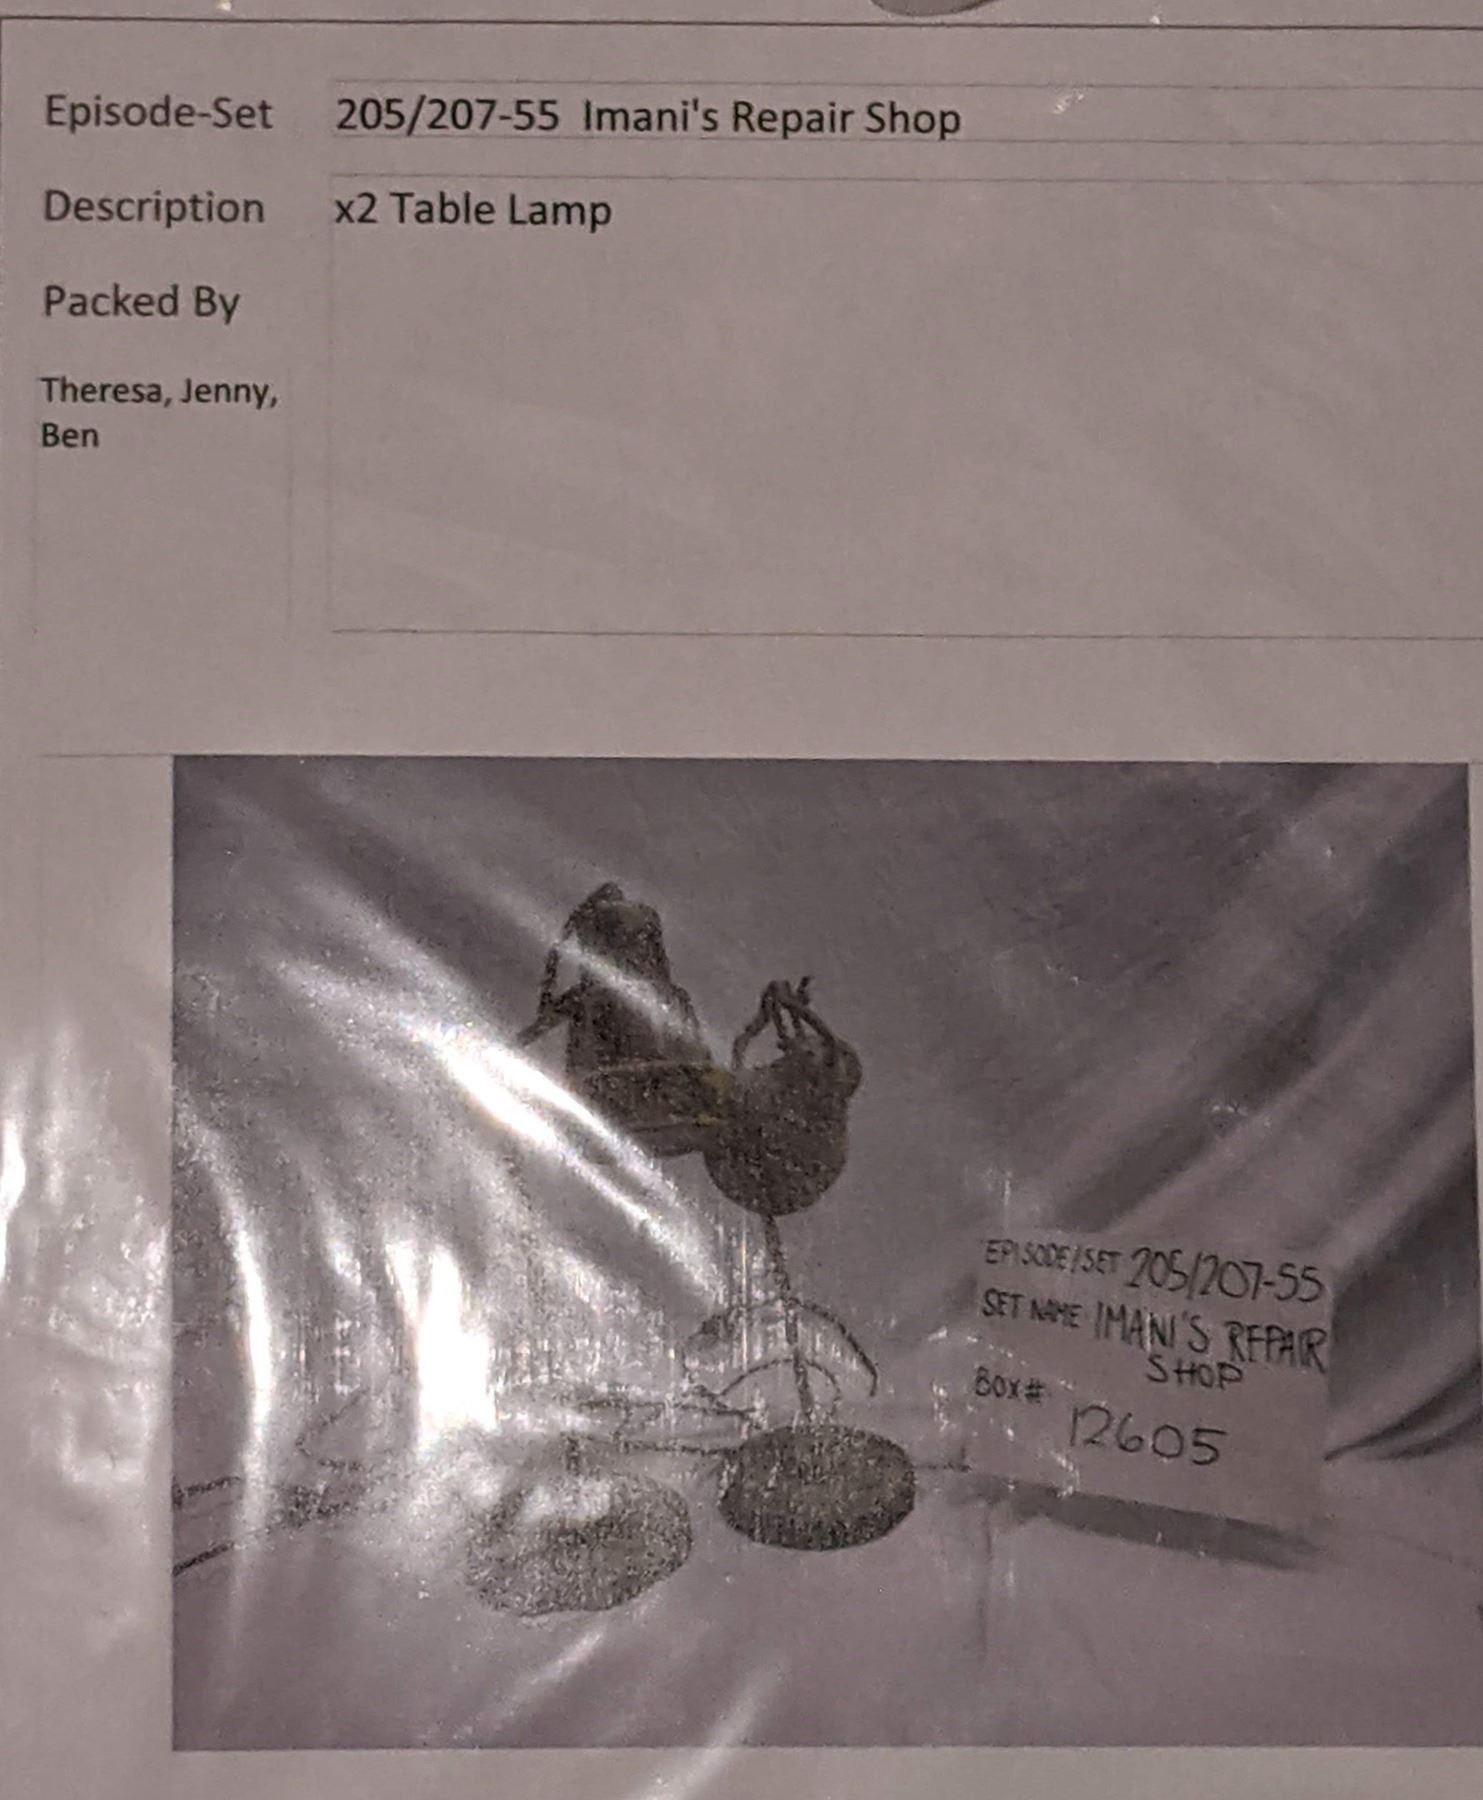 Episode-Set 205/207-55 Imani's Repair Shop
Description x2 Table Lamp
Packed By
Theresa, Jenny,
Ben
EPISODE/SET 205/207-55
SET NAME IMANI'S REPAIR
SHOP
BOX# 12605